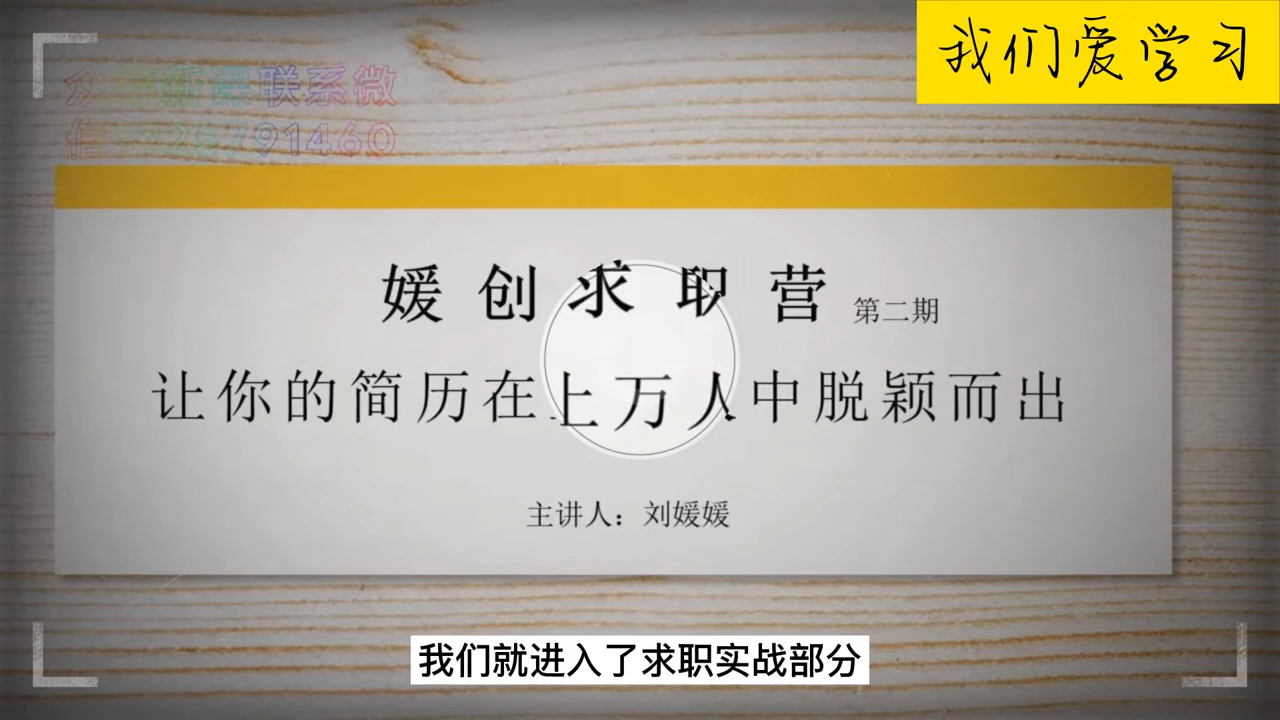 我们爱学习
联系微
91460
媛创求职营 第二期
让你的简历在上万人中脱颖而出
主讲人：刘媛媛
我们就进入了求职实战部分